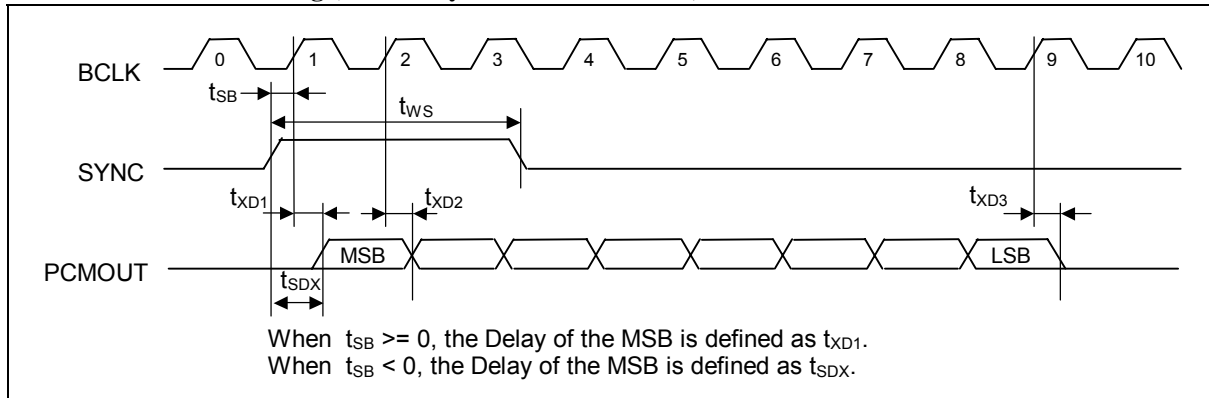 BCLK 0 1 2 3 4 5 6 7 8 9 10
tSB
tWS
SYNC
tXD1 tXD2 tXD3
PCMOUT MSB LSB
tSDX
When tSB >= 0, the Delay of the MSB is defined as tXD1.
When tSB < 0, the Delay of the MSB is defined as tSDX.